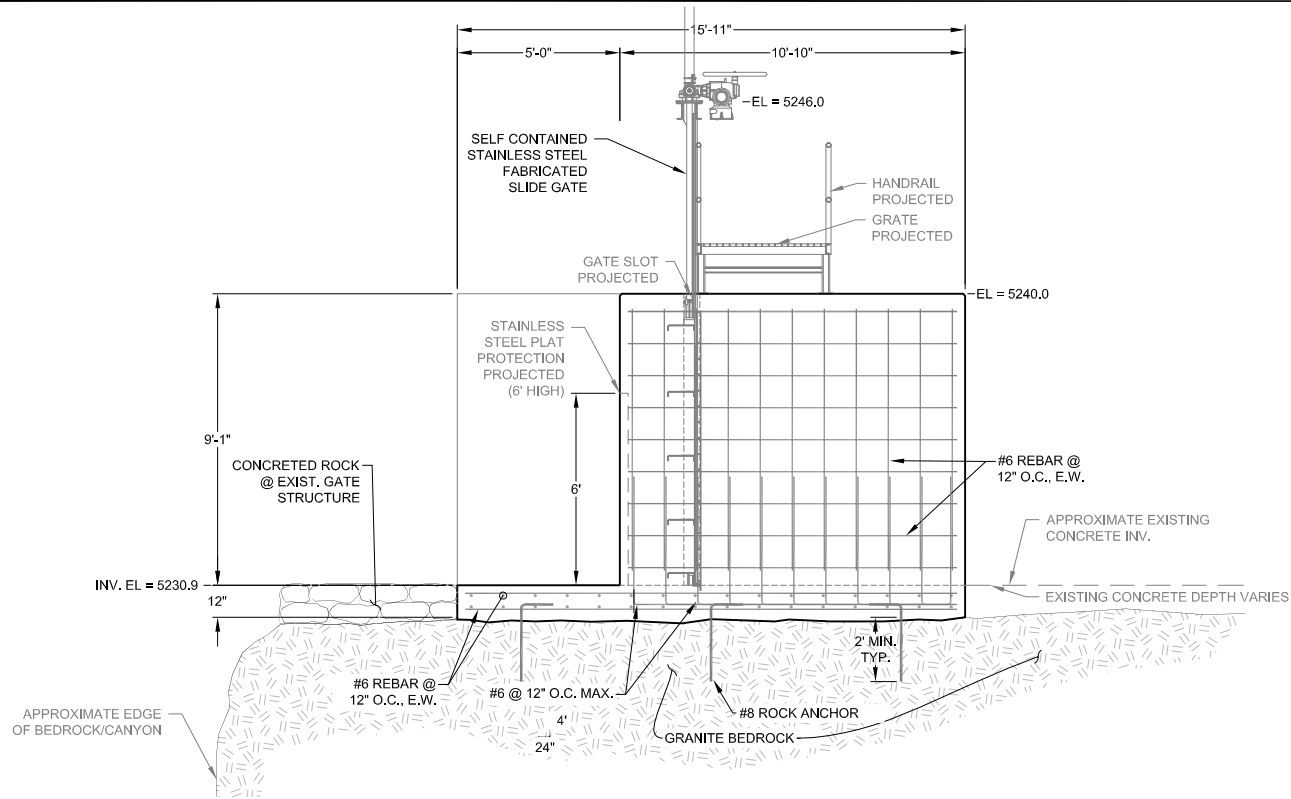 15'-11"
5'-0"
10'-10"
EL = 5246.0
SELF CONTAINED
STAINLESS STEEL
FABRICATED
SLIDE GATE
HANDRAIL
PROJECTED
GRATE
PROJECTED
GATE SLOT
PROJECTED
EL = 5240.0
STAINLESS
STEEL PLAT
PROTECTION
PROJECTED
(6' HIGH)
9'-1"
CONCRETED ROCK
@ EXIST. GATE
STRUCTURE
6'
#6 REBAR @
12" O.C., E.W.
APPROXIMATE EXISTING
CONCRETE INV.
INV. EL = 5230.9
12"
EXISTING CONCRETE DEPTH VARIES
2' MIN.
TYP.
#6 REBAR @
12" O.C., E.W.
#6 @ 12" O.C. MAX.
4'
24"
#8 ROCK ANCHOR
GRANITE BEDROCK
APPROXIMATE EDGE
OF BEDROCK/CANYON